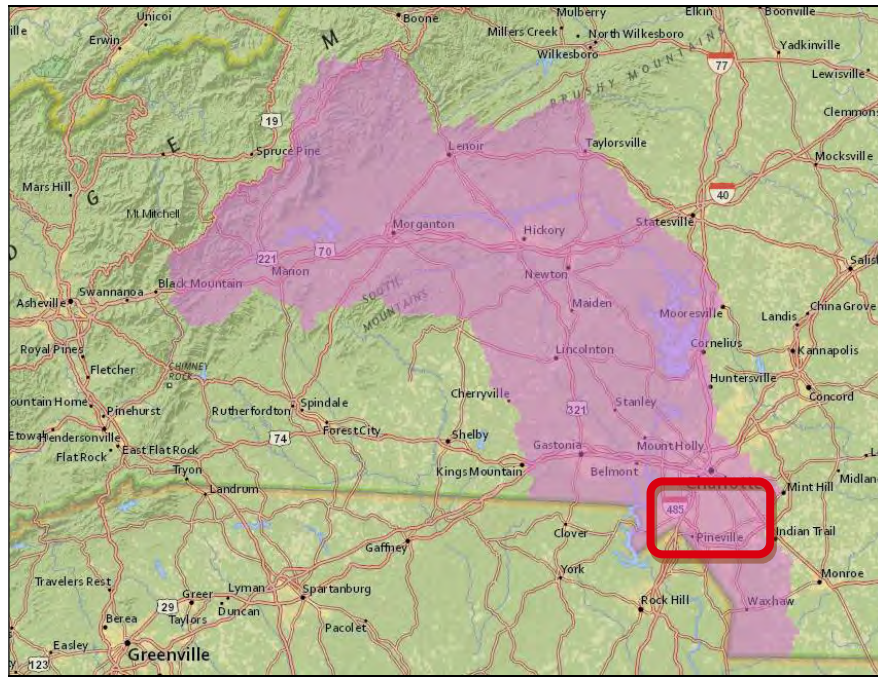 Unicoi
Boone
Mulberry
Elkin
Boonville
ille
Erwin
Millers Creek
North Wilkesboro
Wilkesboro
Yadkinville
M
77
Lewisville
BRUSHY MOUNTAINS
Clemmons
19
E
Spruce Pine
Lenoir
Taylorsville
Mocksville
Mars Hill
G
40
Mt Mitchell
Statesville
Morganton
Hickory
D
221
70
Marion
Newton
Salis
Black Mountain
Swannanoa
SOUTH
MOUNTAINS
Asheville
Maiden
Mooresville
Landis
China Grove
Royal Pines
Fletcher
CHIMNEY
ROCK
Lincolnton
Cornelius
Kannapolis
Huntersville
ountain Home
Pinehurst
Rutherfordton
Spindale
Cherryville
321
Stanley
Concord
Etowah
Hendersonville
Flat Rock
East Flat Rock
74
Forest City
Shelby
Gastonia
Mount Holly
Tryon
Kings Mountain
Belmont
Charlotte
Mint Hill
Midlan
Landrum
485
Clover
Pineville
Indian Trail
Gaffney
Travelers Rest
York
Monroe
Greer
Lyman
Spartanburg
Rock Hill
Waxhaw
29
Taylors
Duncan
Berea
Pacolet
Easley
Greenville
123